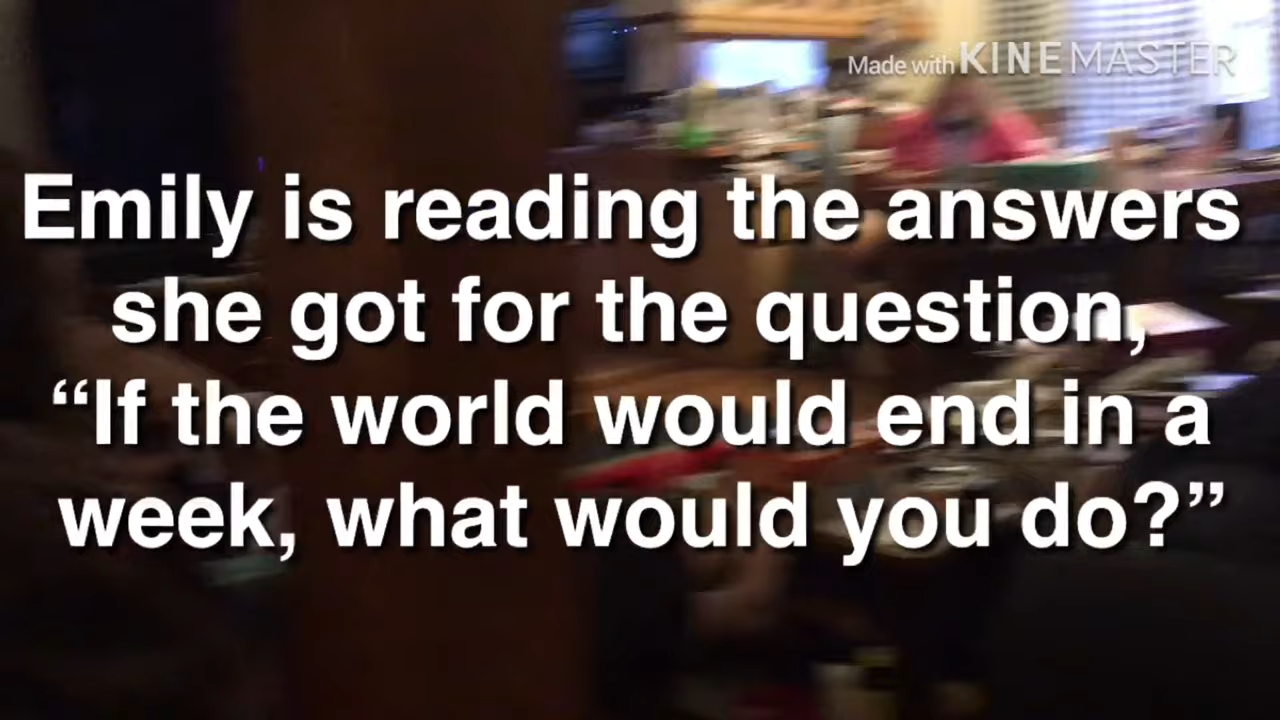 Made with KINEMASTER
Emily is reading the answers
she got for the question,
“If the world would end in a
week, what would you do?”